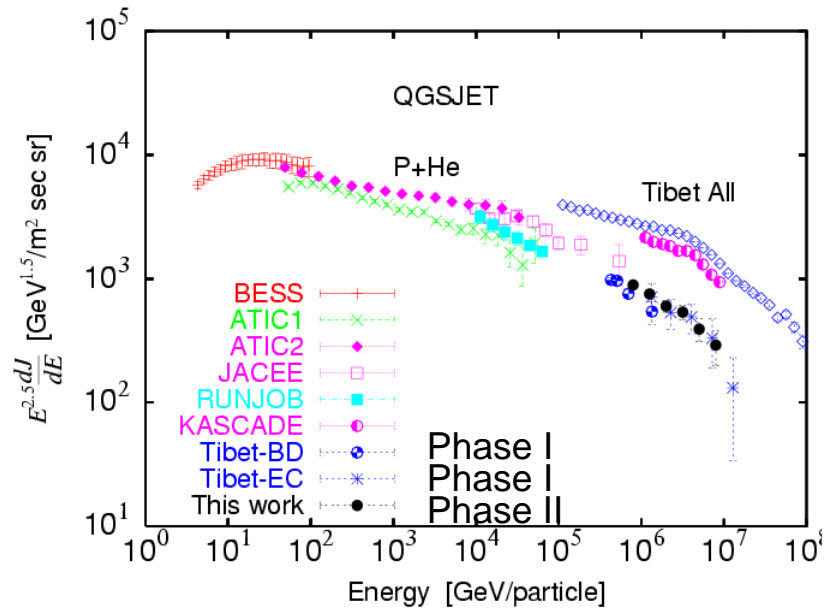 10^5
QGSJET
10^4
P+He
Tibet All
10^3
BESS
ATIC1
ATIC2
JACEE
10^2
RUNJOB
KASCADE
Tibet-BD Phase I
Tibet-EC Phase I
This work Phase II
10^1
10^0 10^1 10^2 10^3 10^4 10^5 10^6 10^7 10^8
Energy [GeV/particle]
E^2.5 dJ/dE [GeV^1.5/m^2 sec sr]